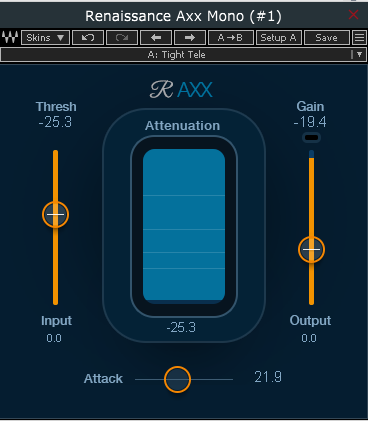 Renaissance Axx Mono (#1)
Skins
A→B
Setup A
Save
A: Tight Tele
R AXX
Thresh
-25.3
Attenuation
Gain
-19.4
Input
0.0
-25.3
Output
0.0
Attack
21.9